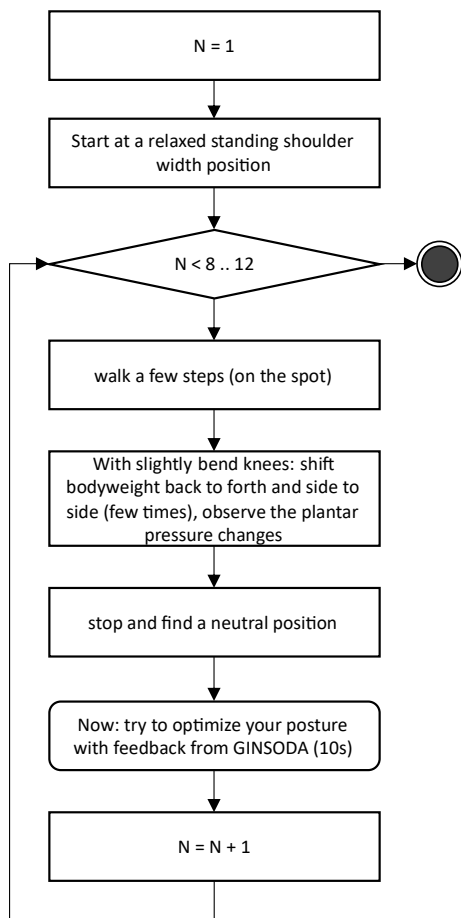 N = 1
Start at a relaxed standing shoulder
width position
N < 8 .. 12
walk a few steps (on the spot)
With slightly bend knees: shift
bodyweight back to forth and side to
side (few times), observe the plantar
pressure changes
stop and find a neutral position
Now: try to optimize your posture
with feedback from GINSODA (10s)
N = N + 1